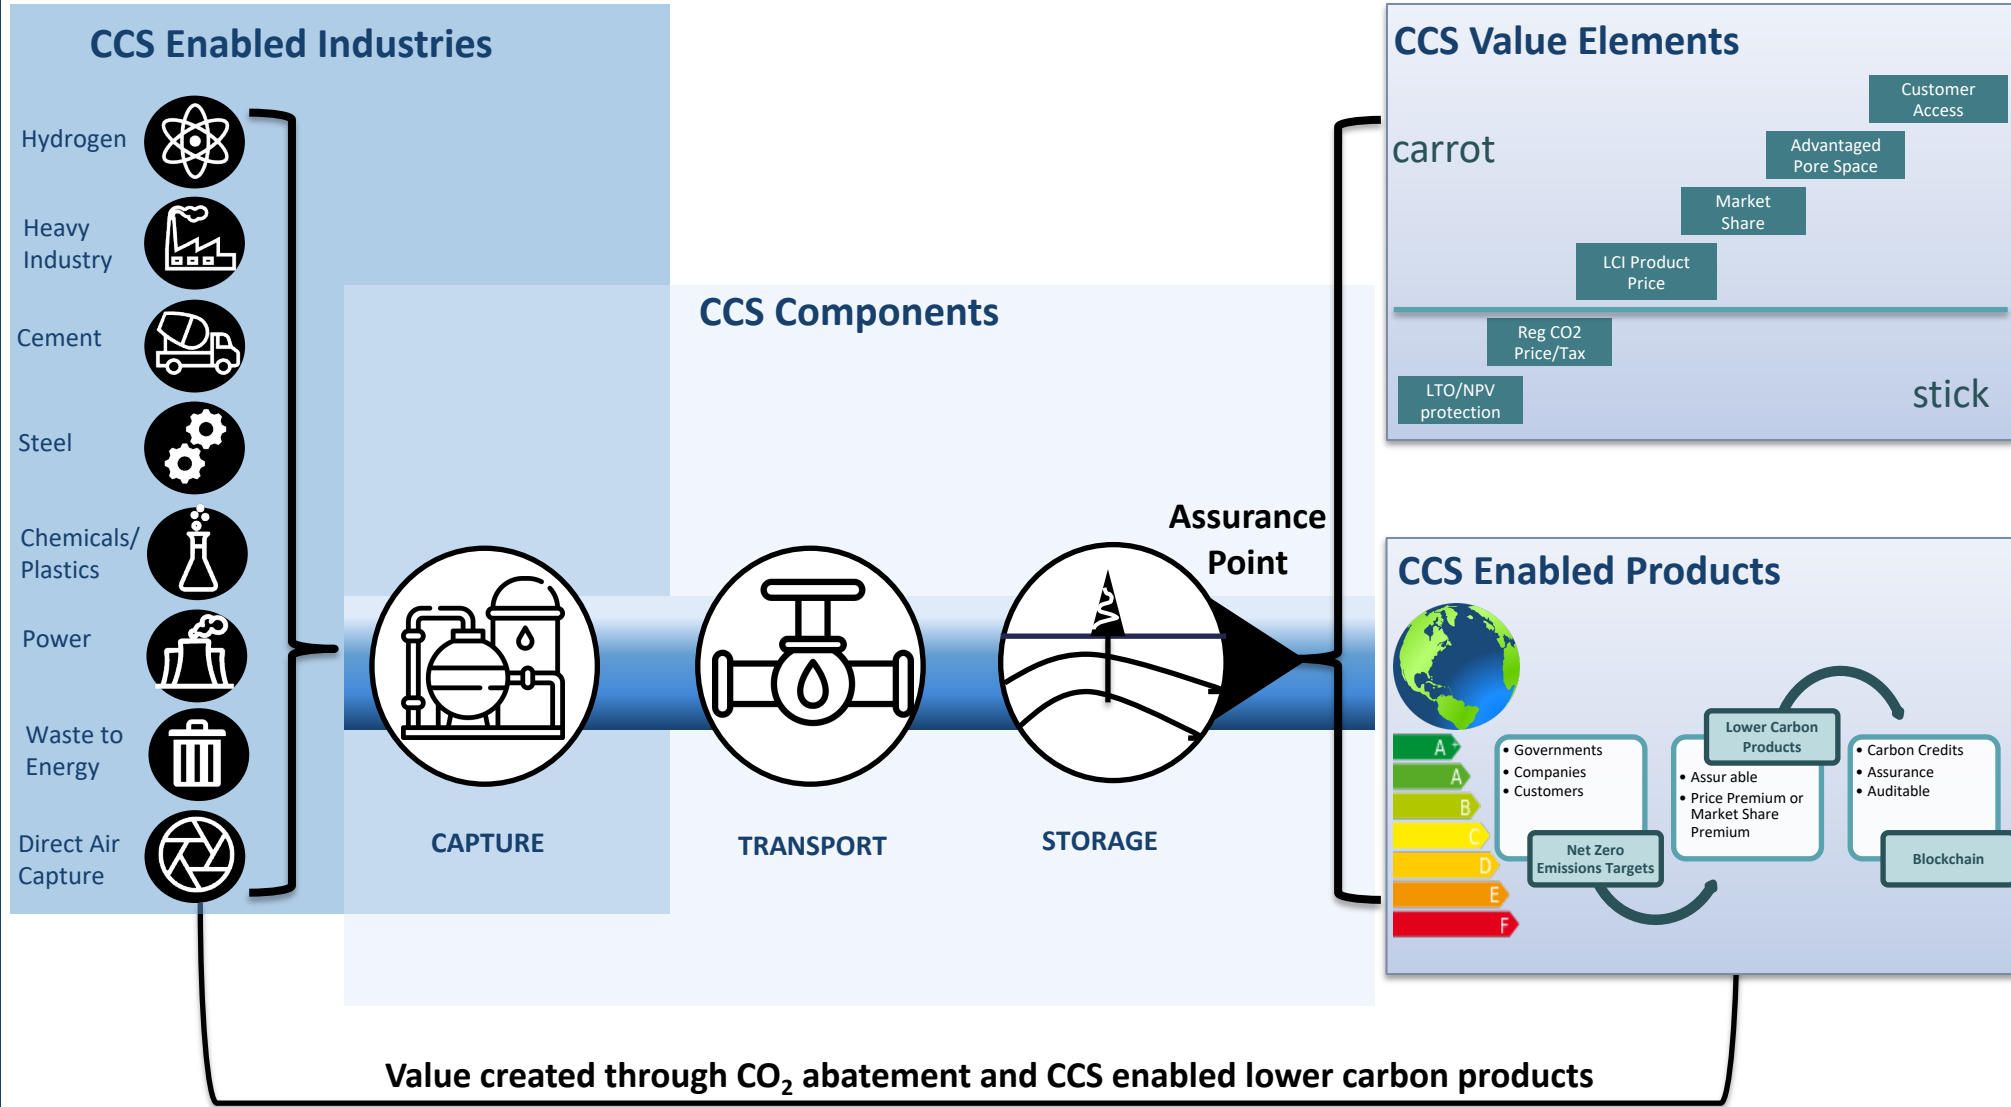 CCS Enabled Industries
Hydrogen
Heavy
Industry
Cement
Steel
Chemicals/
Plastics
Power
Waste to
Energy
Direct Air
Capture
CCS Components
CAPTURE
TRANSPORT
STORAGE
Assurance
Point
CCS Value Elements
carrot
Customer
Access
Advantaged
Pore Space
Market
Share
LCI Product
Price
Reg CO2
Price/Tax
LTO/NPV
protection
stick
CCS Enabled Products
A+
A
B
C
D
E
F
• Governments
• Companies
• Customers
Net Zero
Emissions Targets
Lower Carbon
Products
• Assur able
• Price Premium or
Market Share
Premium
• Carbon Credits
• Assurance
• Auditable
Blockchain
Value created through CO₂ abatement and CCS enabled lower carbon products